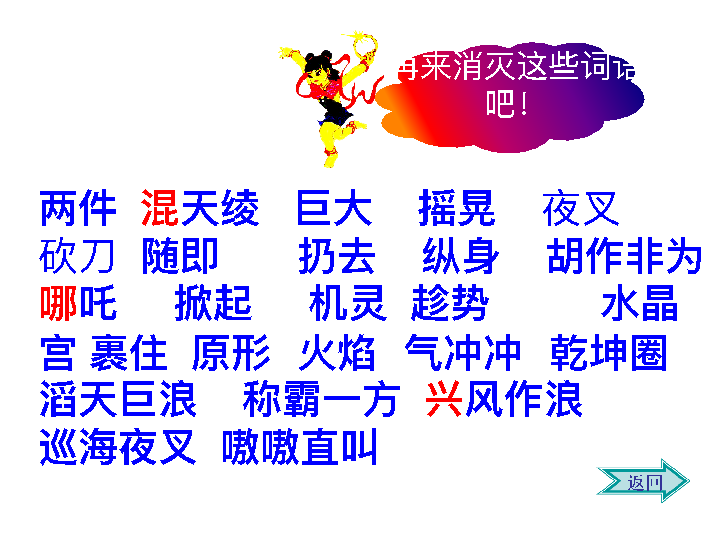 再来消灭这些词语
吧！
两件 混天绫 巨大 摇晃 夜叉
砍刀 随即 扔去 纵身 胡作非为
哪吒 掀起 机灵 趁势 水晶
宫 裹住 原形 火焰 气冲冲 乾坤圈
滔天巨浪 称霸一方 兴风作浪
巡海夜叉 嗷嗷直叫
返回